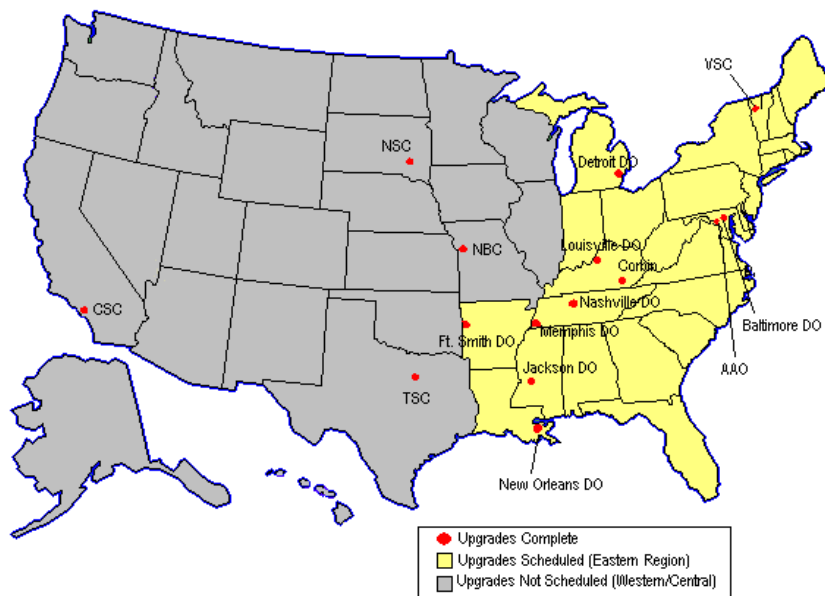 VSC
NSC
Detroit DO
NBC
Louisville DO
Corbin
CSC
Nashville DO
Ft. Smith DO
Memphis DO
Baltimore DO
AAO
Jackson DO
TSC
New Orleans DO
Upgrades Complete
Upgrades Scheduled (Eastern Region)
Upgrades Not Scheduled (Western/Central)